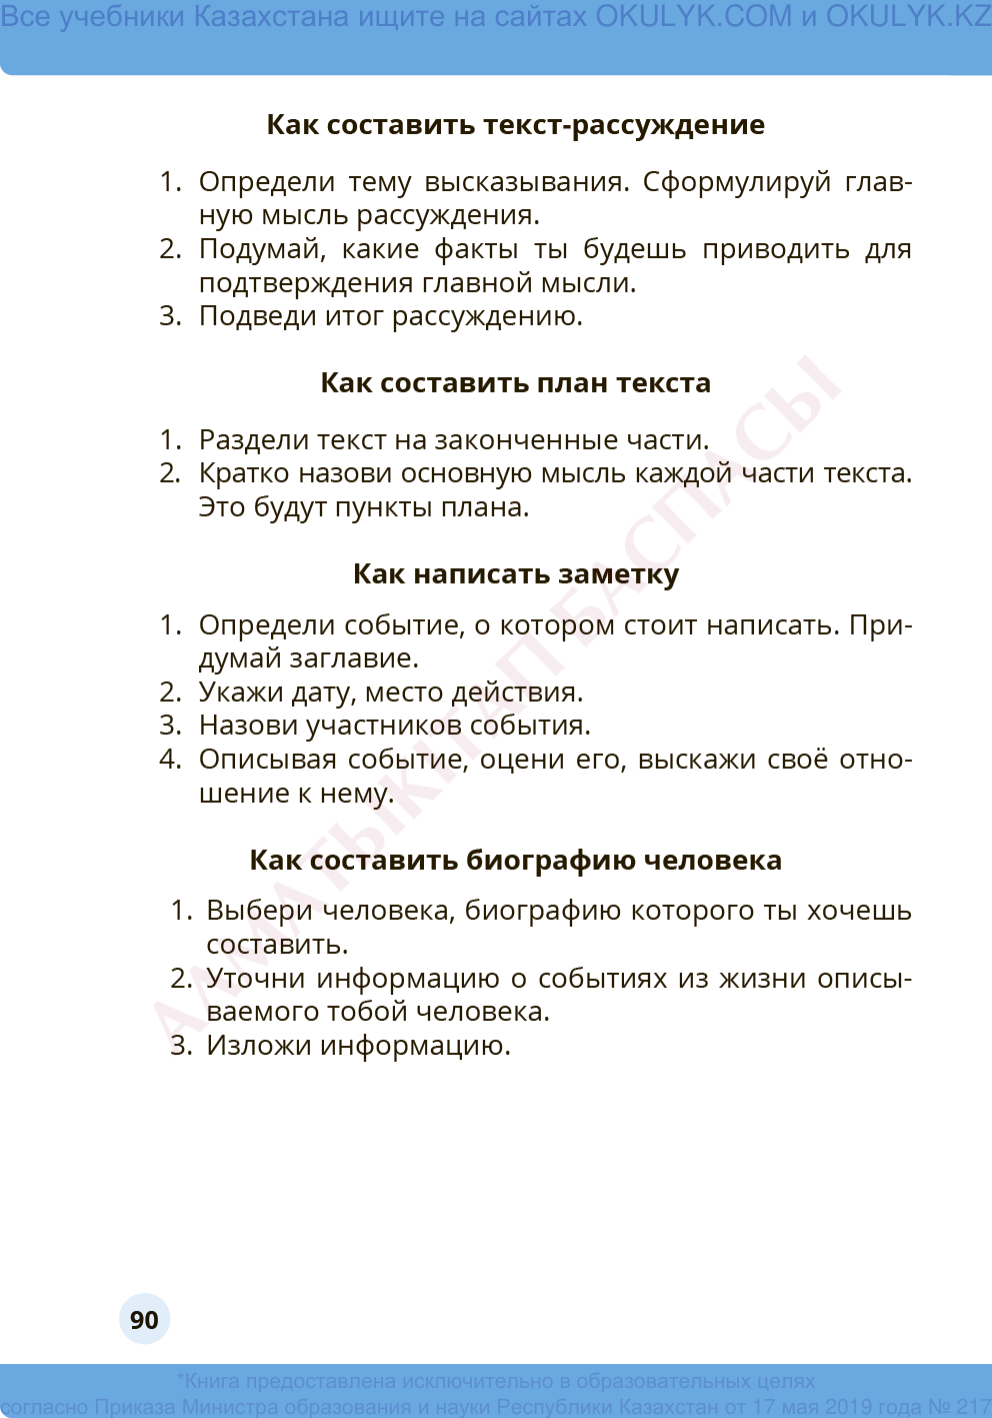 Все учебники Казахстана ищите на сайтах OKULYK.COM и OKULYK.KZ
Как составить текст-рассуждение
1. Определи тему высказывания. Сформулируй глав-
ную мысль рассуждения.
2. Подумай, какие факты ты будешь приводить для
подтверждения главной мысли.
3. Подведи итог рассуждению.
Как составить план текста
1. Раздели текст на законченные части.
2. Кратко назови основную мысль каждой части текста.
Это будут пункты плана.
Как написать заметку
1. Определи событие, о котором стоит написать. При-
думай заглавие.
2. Укажи дату, место действия.
3. Назови участников события.
4. Описывая событие, оцени его, выскажи своё отно-
шение к нему.
Как составить биографию человека
1. Выбери человека, биографию которого ты хочешь
составить.
2. Уточни информацию о событиях из жизни описы-
ваемого тобой человека.
3. Изложи информацию.
АЛМАТЫКІТАП БАСПАСЫ
90
*Книга предоставлена исключительно в образовательных целях
согласно Приказа Министра образования и науки Республики Казахстан от 17 мая 2019 года № 217